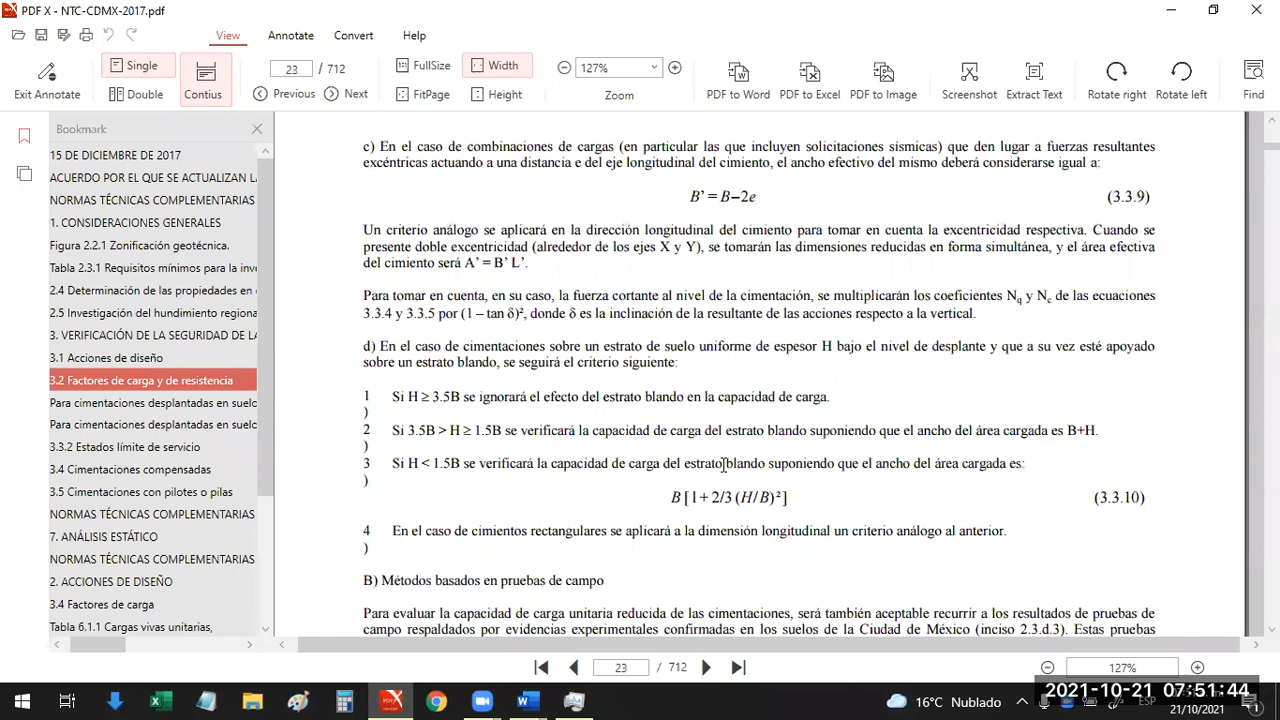 PDF X - NTC-CDMX-2017.pdf
View
Annotate
Convert
Help
Exit Annotate
Single
Double
Contius
23 / 712
Previous
Next
FullSize
FitPage
Width
Height
127%
Zoom
PDF to Word
PDF to Excel
PDF to Image
Screenshot
Extract Text
Rotate right
Rotate left
Find
Bookmark
15 DE DICIEMBRE DE 2017
ACUERDO POR EL QUE SE ACTUALIZAN L
NORMAS TÉCNICAS COMPLEMENTARIAS
1. CONSIDERACIONES GENERALES
Figura 2.2.1 Zonificación geotécnica.
Tabla 2.3.1 Requisitos mínimos para la inve
2.4 Determinación de las propiedades en
2.5 Investigación del hundimiento regiona
3. VERIFICACIÓN DE LA SEGURIDAD DE LA
3.1 Acciones de diseño
3.2 Factores de carga y de resistencia
Para cimentaciones desplantadas en suelo
Para cimentaciones desplantadas en suelo
3.3.2 Estados límite de servicio
3.4 Cimentaciones compensadas
3.5 Cimentaciones con pilotes o pilas
NORMAS TÉCNICAS COMPLEMENTARIAS
7. ANÁLISIS ESTÁTICO
NORMAS TÉCNICAS COMPLEMENTARIAS
2. ACCIONES DE DISEÑO
3.4 Factores de carga
Tabla 6.1.1 Cargas vivas unitarias,
c) En el caso de combinaciones de cargas (en particular las que incluyen solicitaciones sísmicas) que den lugar a fuerzas resultantes
excéntricas actuando a una distancia e del eje longitudinal del cimiento, el ancho efectivo del mismo deberá considerarse igual a:
B' = B–2e (3.3.9)
Un criterio análogo se aplicará en la dirección longitudinal del cimiento para tomar en cuenta la excentricidad respectiva. Cuando se
presente doble excentricidad (alrededor de los ejes X y Y), se tomarán las dimensiones reducidas en forma simultánea, y el área efectiva
del cimiento será A' = B' L'.
Para tomar en cuenta, en su caso, la fuerza cortante al nivel de la cimentación, se multiplicarán los coeficientes Nq y Nc de las ecuaciones
3.3.4 y 3.3.5 por (1 – tan δ)², donde δ es la inclinación de la resultante de las acciones respecto a la vertical.
d) En el caso de cimentaciones sobre un estrato de suelo uniforme de espesor H bajo el nivel de desplante y que a su vez esté apoyado
sobre un estrato blando, se seguirá el criterio siguiente:
1 Si H ≥ 3.5B se ignorará el efecto del estrato blando en la capacidad de carga.
)
2 Si 3.5B > H ≥ 1.5B se verificará la capacidad de carga del estrato blando suponiendo que el ancho del área cargada es B+H.
)
3 Si H < 1.5B se verificará la capacidad de carga del estrato blando suponiendo que el ancho del área cargada es:
)
B [1 + 2/3 (H/B)²] (3.3.10)
4 En el caso de cimientos rectangulares se aplicará a la dimensión longitudinal un criterio análogo al anterior.
)
B) Métodos basados en pruebas de campo
Para evaluar la capacidad de carga unitaria reducida de las cimentaciones, será también aceptable recurrir a los resultados de pruebas de
campo respaldados por evidencias experimentales confirmadas en los suelos de la Ciudad de México (inciso 2.3.d.3). Estas pruebas
23 / 712
127%
16°C Nublado
ESP
2021-10-21 07:51:44
21/10/2021